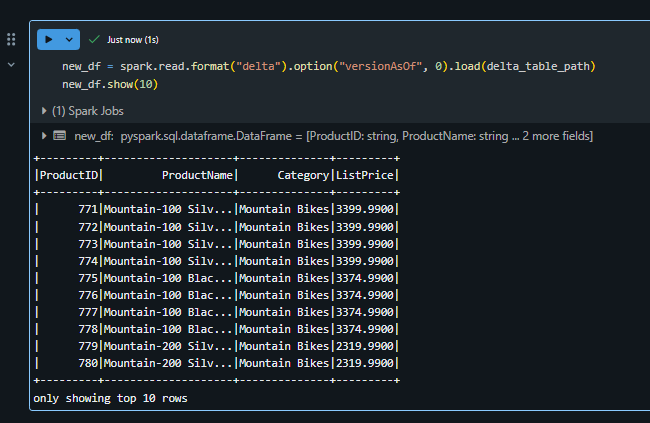 Just now (1s)
new_df = spark.read.format("delta").option("versionAsOf", 0).load(delta_table_path)
new_df.show(10)
(1) Spark Jobs
new_df: pyspark.sql.dataframe.DataFrame = [ProductID: string, ProductName: string ... 2 more fields]
+---------+--------------------+--------------+---------+
|ProductID|         ProductName|      Category|ListPrice|
+---------+--------------------+--------------+---------+
|      771|Mountain-100 Silv...|Mountain Bikes|3399.9900|
|      772|Mountain-100 Silv...|Mountain Bikes|3399.9900|
|      773|Mountain-100 Silv...|Mountain Bikes|3399.9900|
|      774|Mountain-100 Silv...|Mountain Bikes|3399.9900|
|      775|Mountain-100 Blac...|Mountain Bikes|3374.9900|
|      776|Mountain-100 Blac...|Mountain Bikes|3374.9900|
|      777|Mountain-100 Blac...|Mountain Bikes|3374.9900|
|      778|Mountain-100 Blac...|Mountain Bikes|3374.9900|
|      779|Mountain-200 Silv...|Mountain Bikes|2319.9900|
|      780|Mountain-200 Silv...|Mountain Bikes|2319.9900|
+---------+--------------------+--------------+---------+
only showing top 10 rows